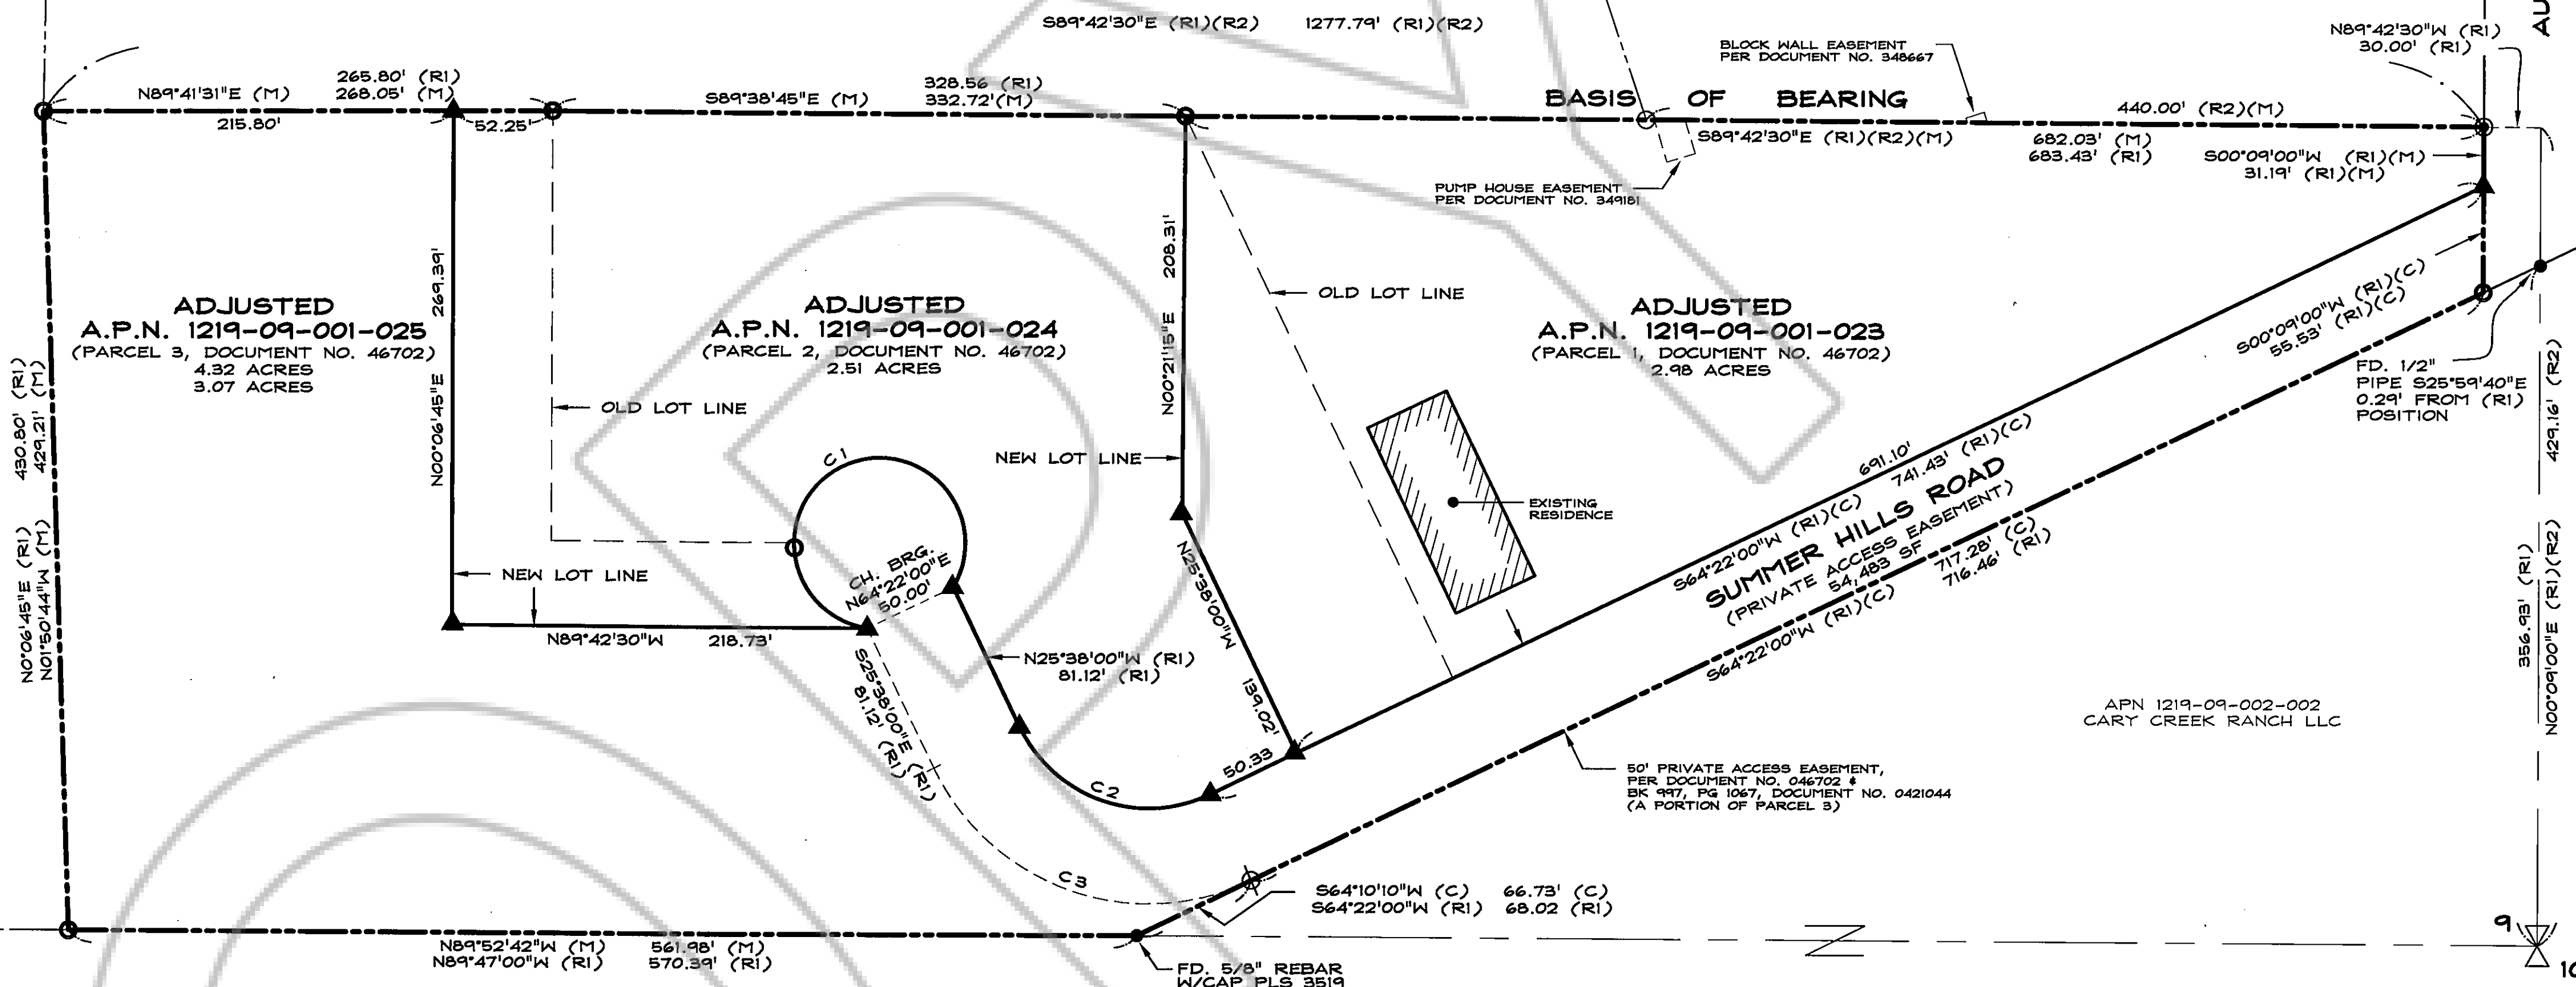 S89°42'30"E (R1)(R2) 1277.79' (R1)(R2)
AU
N89°42'30"W (R1)
30.00' (R1)
BLOCK WALL EASEMENT
PER DOCUMENT NO. 348667
N89°41'31"E (M)
265.80' (R1)
268.05' (M)
215.80'
52.25'
S89°38'45"E (M)
328.56 (R1)
332.72'(M)
BASIS OF BEARING
S89°42'30"E (R1)(R2)(M)
440.00' (R2)(M)
682.03' (M)
683.43' (R1)
S00°09'00"W (R1)(M)
31.19' (R1)(M)
PUMP HOUSE EASEMENT
PER DOCUMENT NO. 349181
ADJUSTED
A.P.N. 1219-09-001-025
(PARCEL 3, DOCUMENT NO. 46702)
4.32 ACRES
3.07 ACRES
N00°06'45"E 269.39'
OLD LOT LINE
ADJUSTED
A.P.N. 1219-09-001-024
(PARCEL 2, DOCUMENT NO. 46702)
2.51 ACRES
N00°21'15"E 208.31'
OLD LOT LINE
ADJUSTED
A.P.N. 1219-09-001-023
(PARCEL 1, DOCUMENT NO. 46702)
2.98 ACRES
S00°09'00"W (R1)(C)
55.53' (R1)(C)
FD. 1/2"
PIPE S25°59'40"E
0.29' FROM (R1)
POSITION
429.16' (R2)
N0°06'45"E (R1) 430.80' (R1)
N01°50'44"W (M) 429.21' (M)
NEW LOT LINE
C1
EXISTING
RESIDENCE
S64°22'00"W (R1)(C) 691.10'
741.43' (R1)(C)
SUMMER HILLS ROAD
(PRIVATE ACCESS EASEMENT)
54,483 SF
S64°22'00"W (R1)(C) 717.28' (C)
716.46' (R1)
NEW LOT LINE
CH. BRG.
N64°22'00"E
50.00'
N25°38'00"W
139.02'
N89°42'30"W 218.73'
N25°38'00"W (R1)
81.12' (R1)
S25°38'00"E (R1)
81.12' (R1)
50.33
C2
C3
APN 1219-09-002-002
CARY CREEK RANCH LLC
356.93' (R1)
N00°09'00"E (R1)(R2)
50' PRIVATE ACCESS EASEMENT,
PER DOCUMENT NO. 046702 &
BK 997, PG 1067, DOCUMENT NO. 0421044
(A PORTION OF PARCEL 3)
S64°10'10"W (C) 66.73' (C)
S64°22'00"W (R1) 68.02 (R1)
N89°52'42"W (M) 561.98' (M)
N89°47'00"W (R1) 570.39' (R1)
FD. 5/8" REBAR
W/CAP PLS 3519
9
10